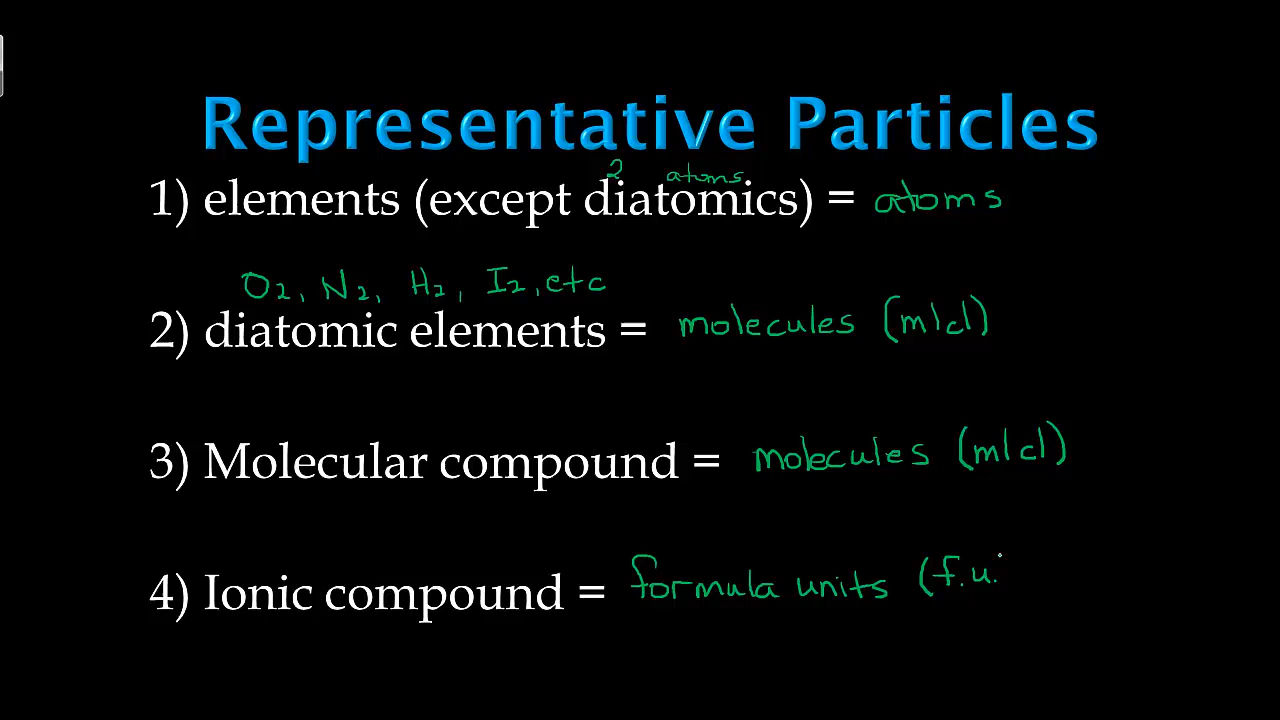 Representative Particles
2 atoms
1) elements (except diatomics) = atoms
O2, N2, H2, I2, etc
2) diatomic elements = molecules (mlcl)
3) Molecular compound = molecules (mlcl)
4) Ionic compound = formula units (f.u.